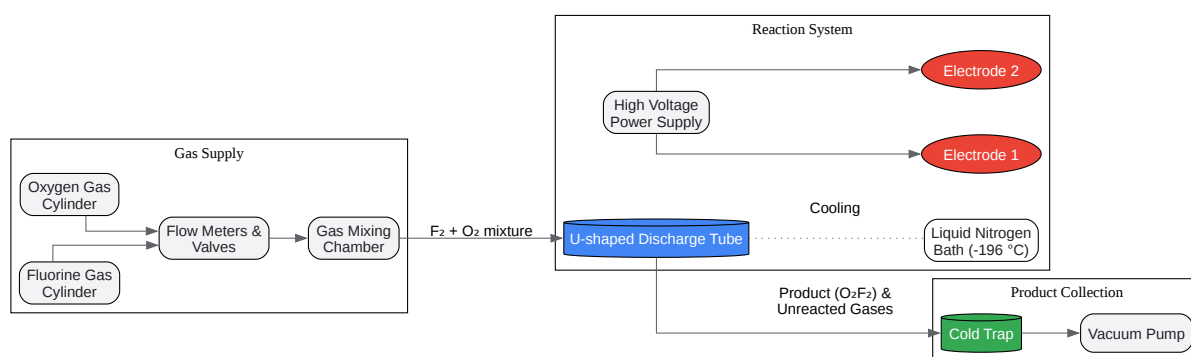 Gas Supply
Oxygen Gas
Cylinder
Fluorine Gas
Cylinder
Flow Meters &
Valves
Gas Mixing
Chamber
F₂ + O₂ mixture
Reaction System
Electrode 2
High Voltage
Power Supply
Electrode 1
Cooling
U-shaped Discharge Tube
Liquid Nitrogen
Bath (-196 °C)
Product (O₂F₂) &
Unreacted Gases
Product Collection
Cold Trap
Vacuum Pump